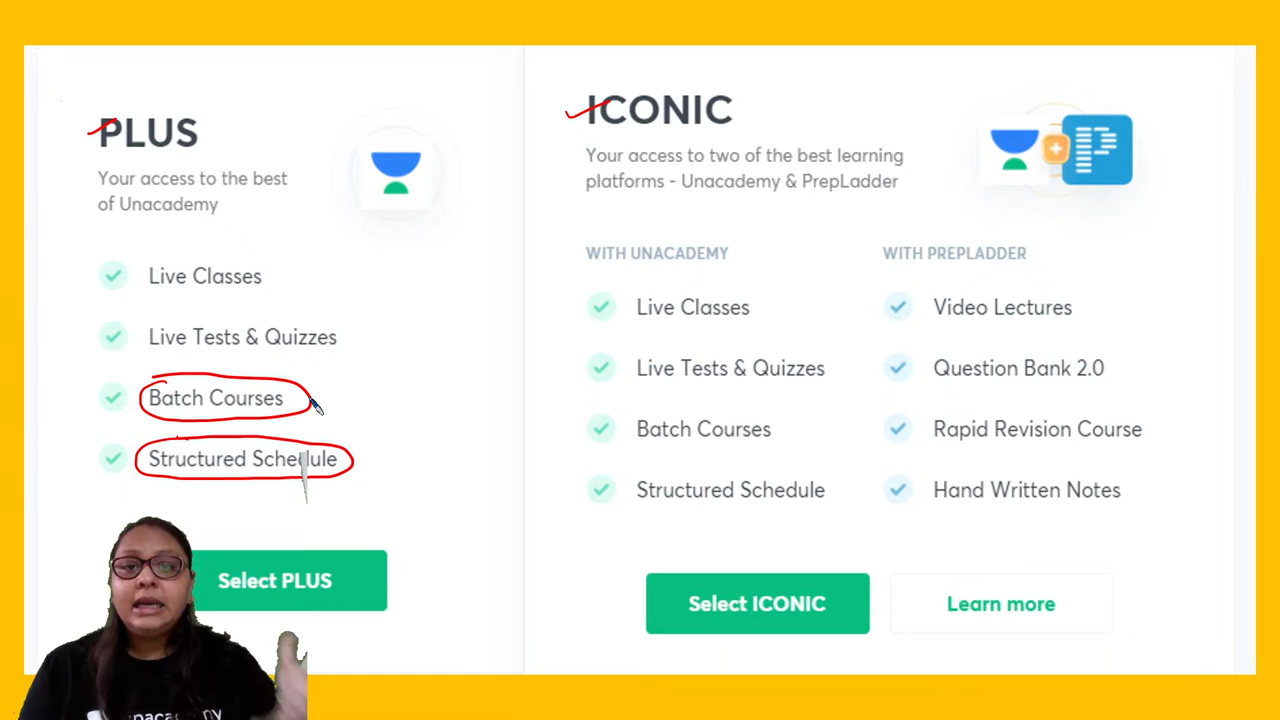 PLUS
Your access to the best
of Unacademy
Live Classes
Live Tests & Quizzes
Batch Courses
Structured Schedule
Select PLUS
ICONIC
Your access to two of the best learning
platforms - Unacademy & PrepLadder
WITH UNACADEMY
Live Classes
Live Tests & Quizzes
Batch Courses
Structured Schedule
WITH PREPLADDER
Video Lectures
Question Bank 2.0
Rapid Revision Course
Hand Written Notes
Select ICONIC
Learn more